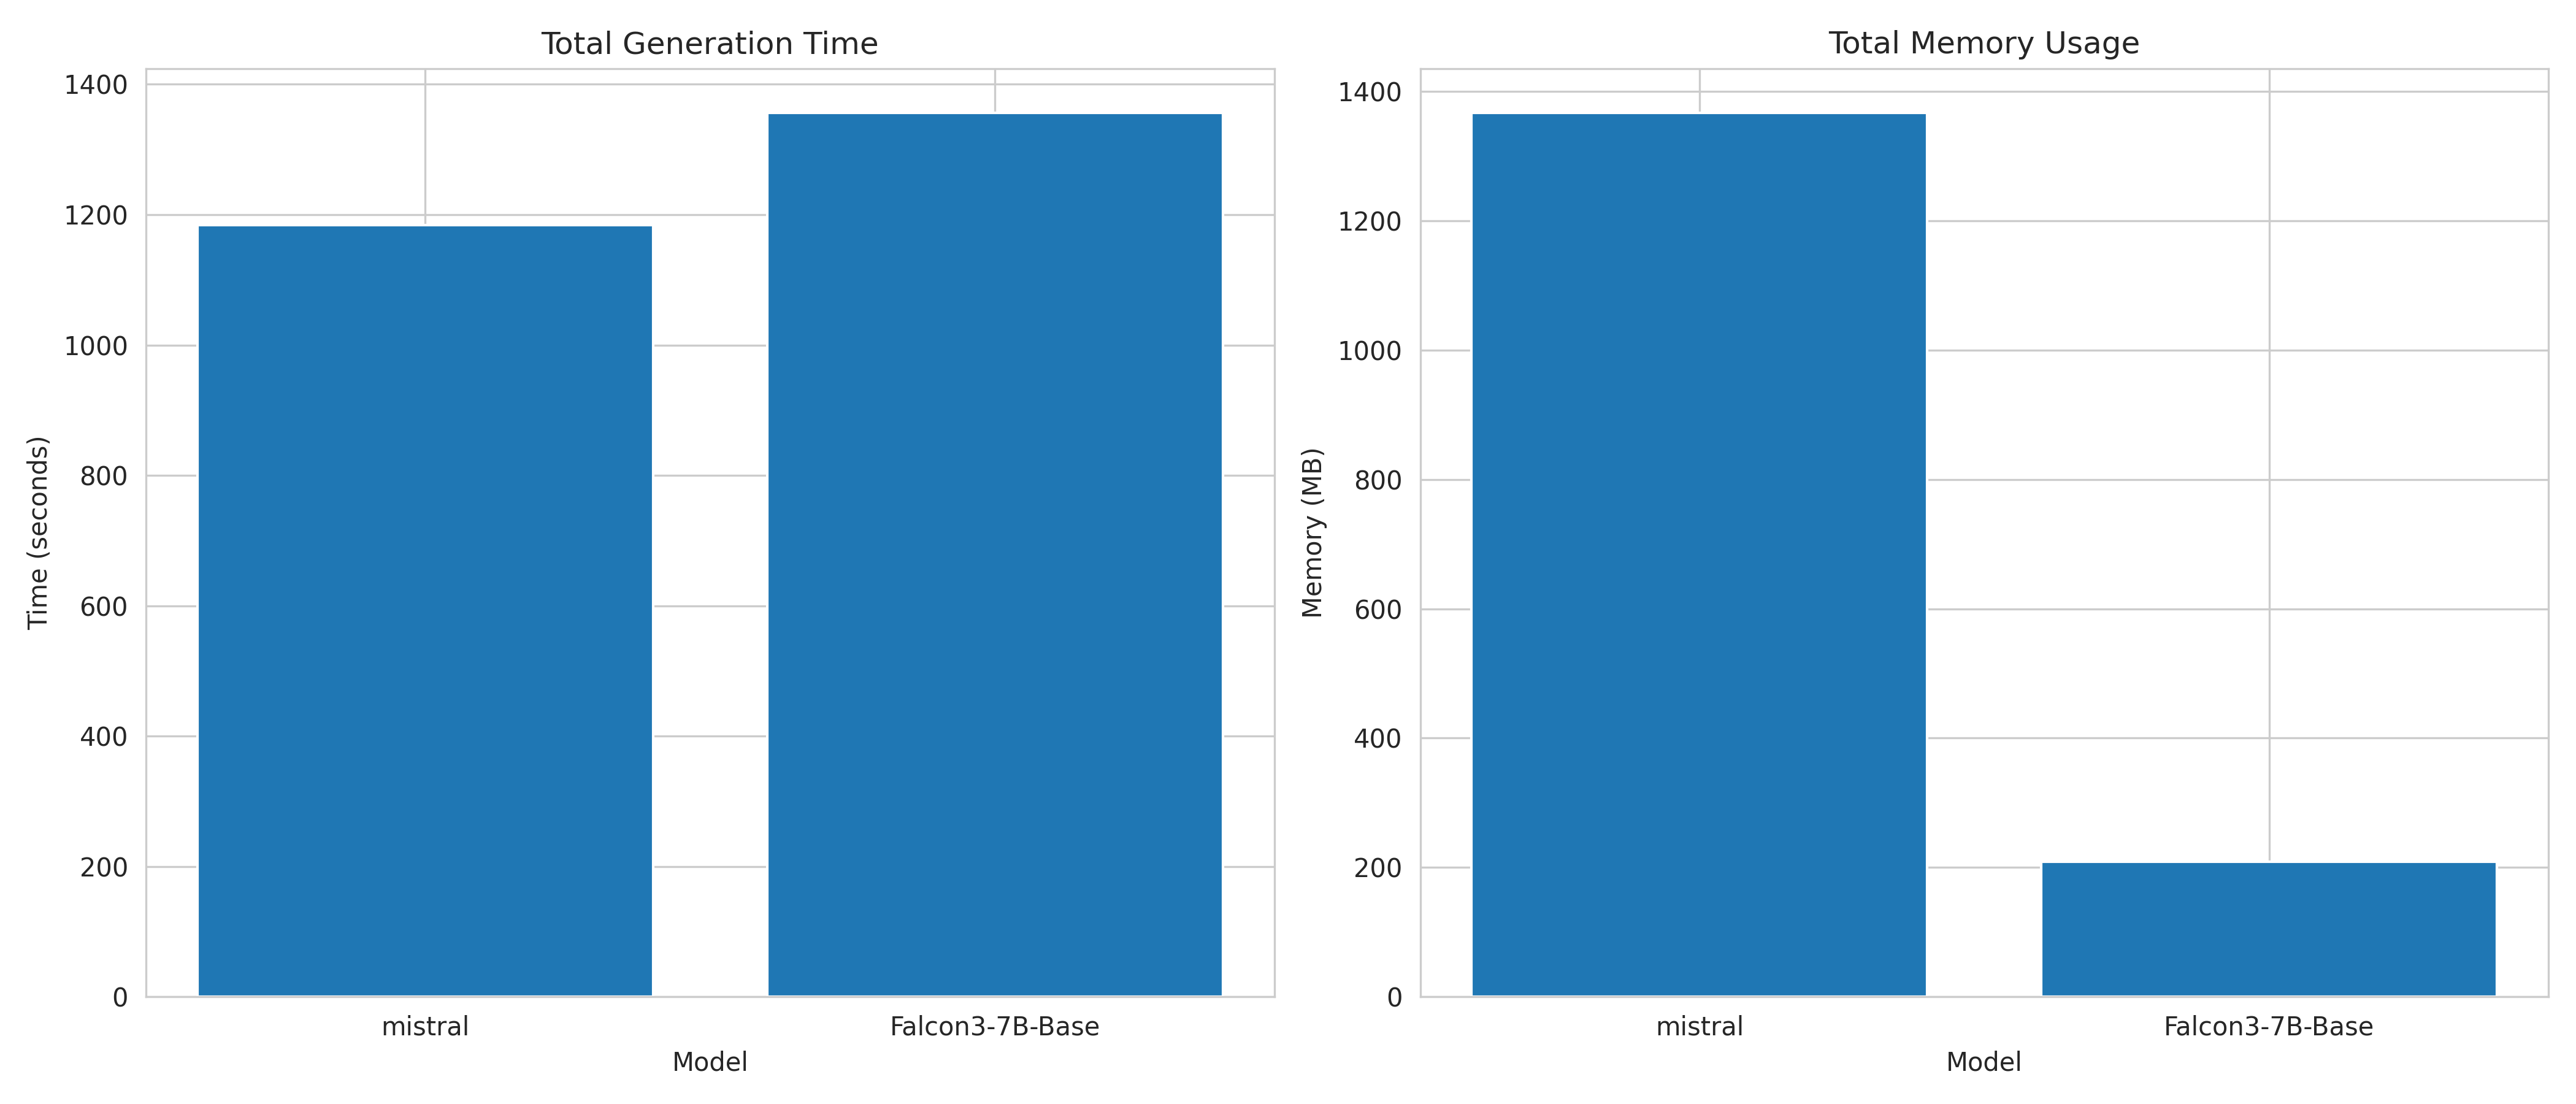 Total Generation Time
1400
1200
1000
800
600
400
200
0
Time (seconds)
mistral
Falcon3-7B-Base
Model
Total Memory Usage
1400
1200
1000
800
600
400
200
0
Memory (MB)
mistral
Falcon3-7B-Base
Model